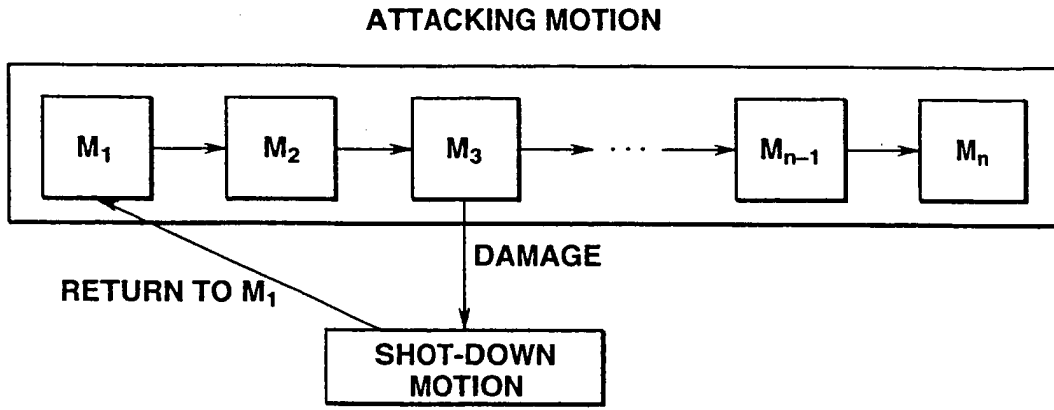 ATTACKING MOTION
M₁ M₂ M₃ ··· Mₙ₋₁ Mₙ
DAMAGE
RETURN TO M₁
SHOT-DOWN
MOTION